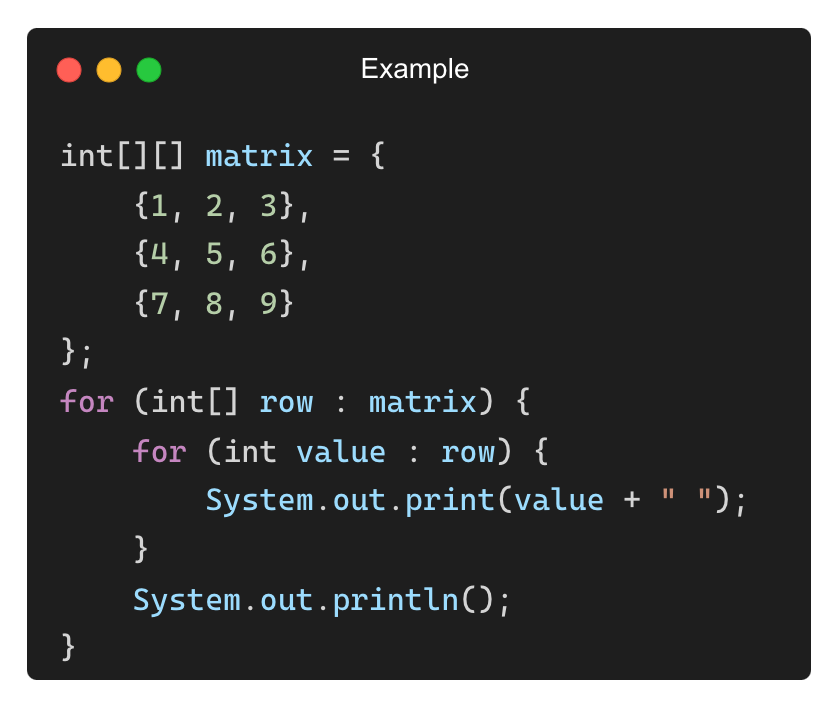 Example
int[][] matrix = {
    {1, 2, 3},
    {4, 5, 6},
    {7, 8, 9}
};
for (int[] row : matrix) {
    for (int value : row) {
        System.out.print(value + " ");
    }
    System.out.println();
}